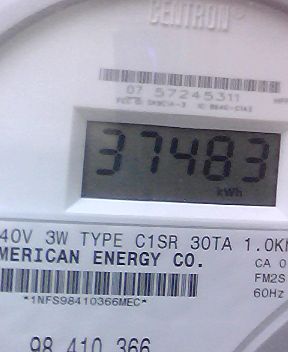 CENTRON®
07 57245311
37483
kWh
40V 3W TYPE C1SR 30TA 1.0K
MERICAN ENERGY CO.
CA 0
FM2S
60Hz
*1NFS98410366MEC*
98 410 366